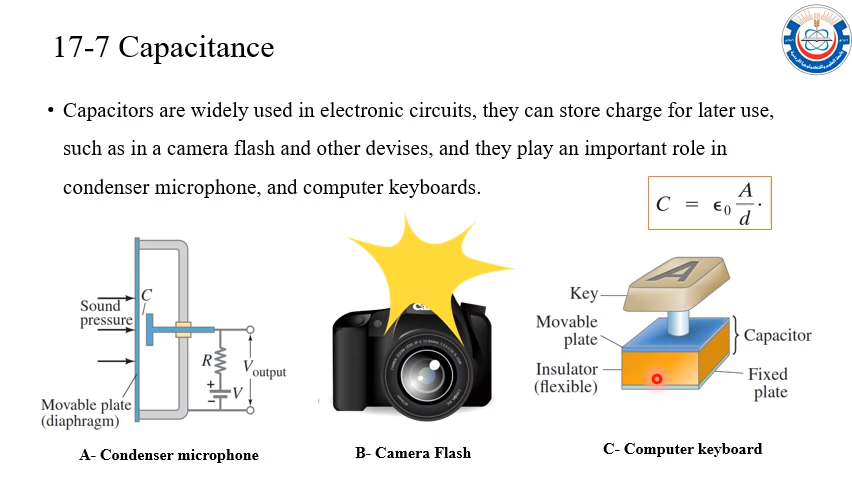 17-7 Capacitance
• Capacitors are widely used in electronic circuits, they can store charge for later use,
such as in a camera flash and other devises, and they play an important role in
condenser microphone, and computer keyboards.
C = ϵ0 A/d.
Sound
pressure
C
R
V output
+
−
V
Movable plate
(diaphragm)
A- Condenser microphone
B- Camera Flash
A
Key
Movable
plate
Insulator
(flexible)
Capacitor
Fixed
plate
C- Computer keyboard